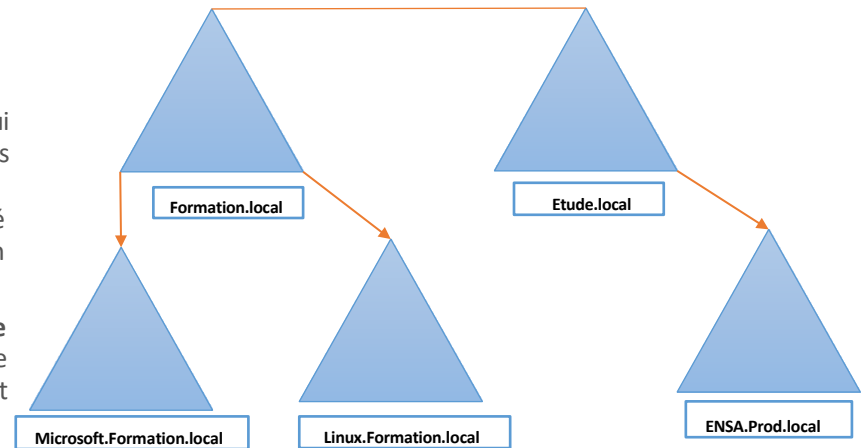 Formation.local
Etude.local
Microsoft.Formation.local
Linux.Formation.local
ENSA.Prod.local